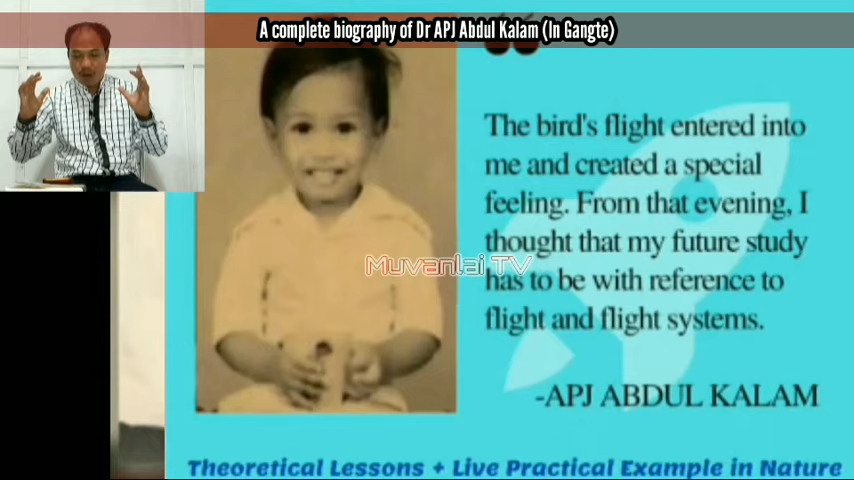 A complete biography of Dr APJ Abdul Kalam (In Gangte)
The bird's flight entered into
me and created a special
feeling. From that evening, I
thought that my future study
has to be with reference to
flight and flight systems.
-APJ ABDUL KALAM
Muvanlai TV
Theoretical Lessons + Live Practical Example in Nature